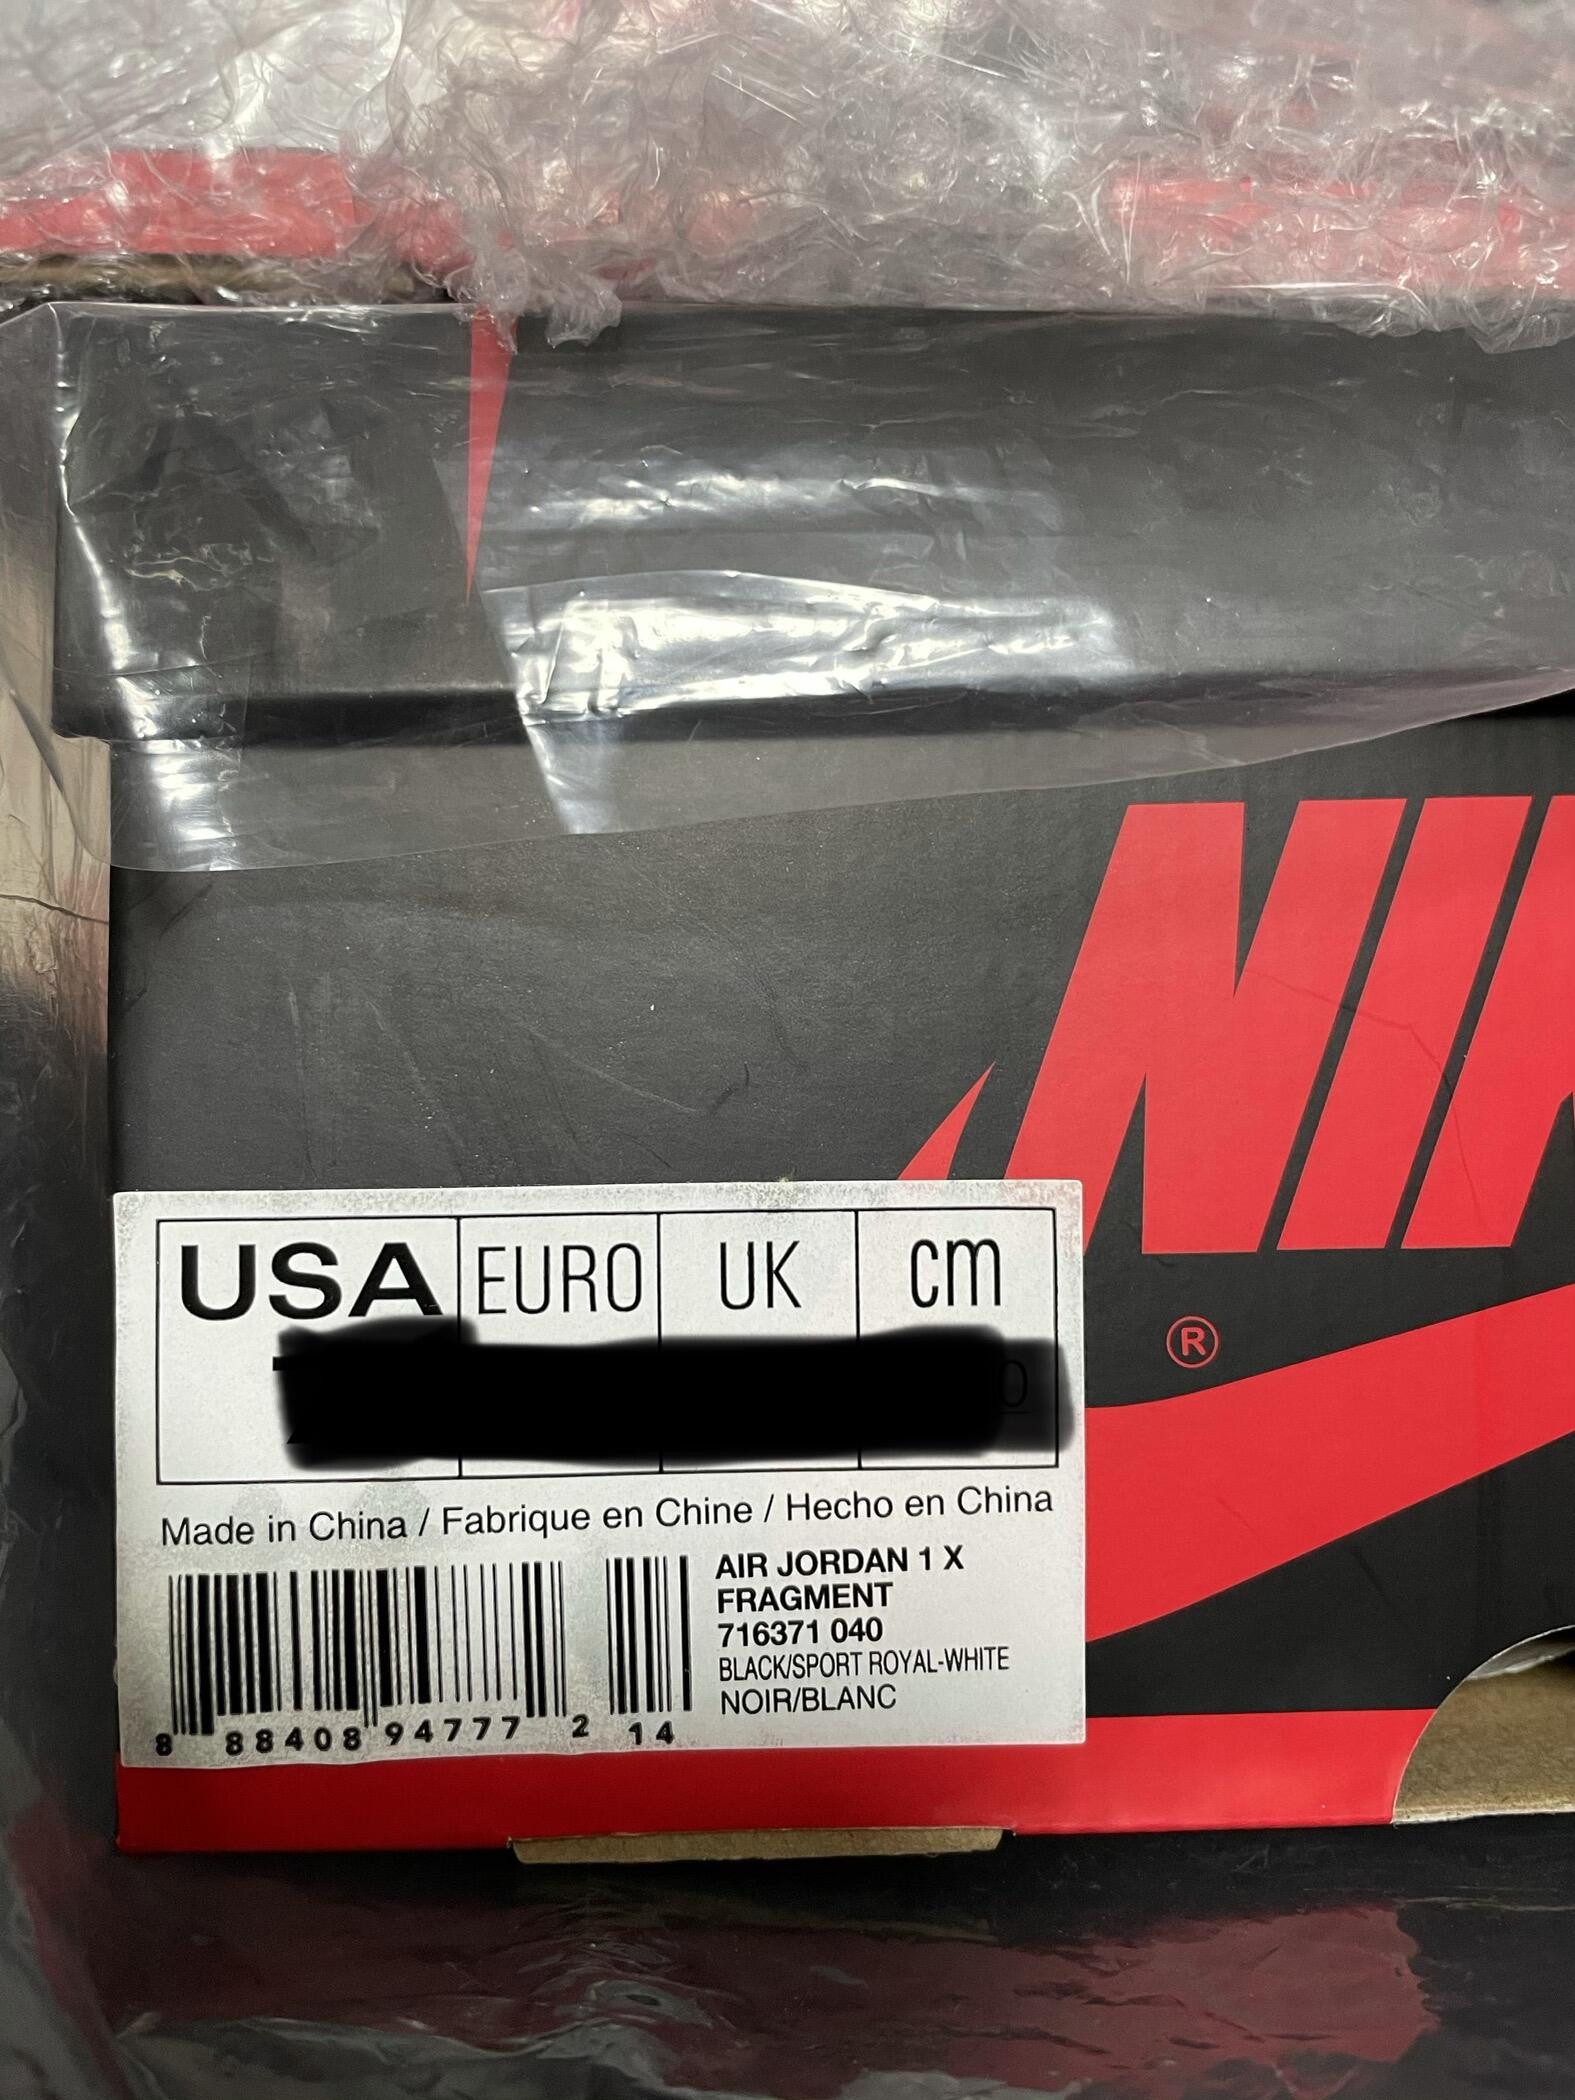 NIK
®
USA EURO UK cm
Made in China / Fabrique en Chine / Hecho en China
AIR JORDAN 1 X
FRAGMENT
716371 040
BLACK/SPORT ROYAL-WHITE
NOIR/BLANC
8 88408 94777 2 14